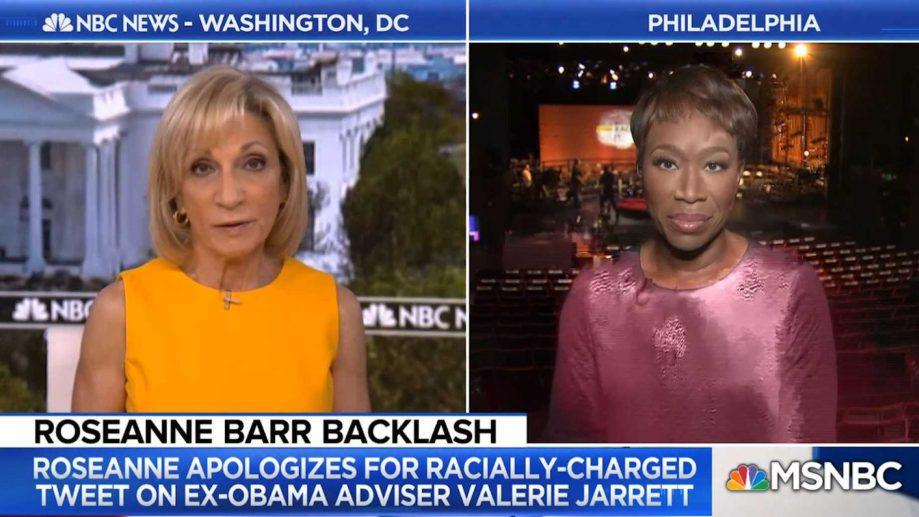 NBC NEWS - WASHINGTON, DC
PHILADELPHIA
NBC
NBC NEWS
ROSEANNE BARR BACKLASH
ROSEANNE APOLOGIZES FOR RACIALLY-CHARGED
TWEET ON EX-OBAMA ADVISER VALERIE JARRETT
MSNBC